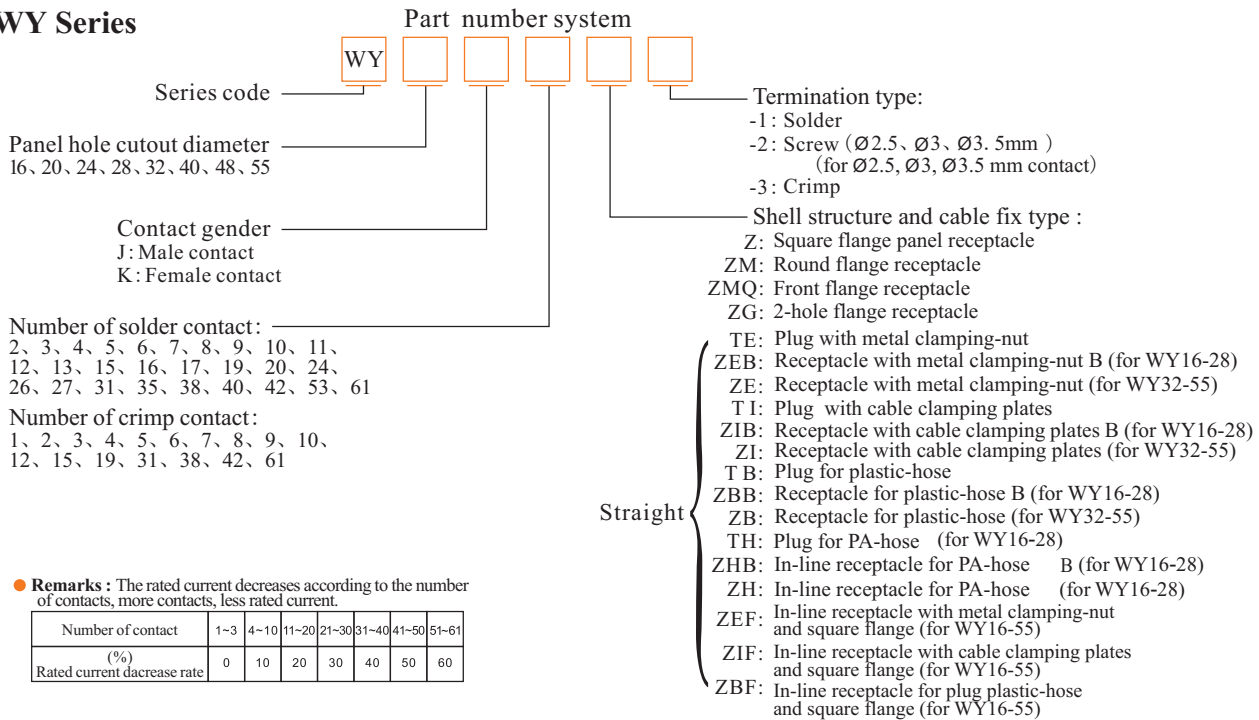 WY Series
Part number system
WY
Series code
Panel hole cutout diameter
16、20、24、28、32、40、48、55
Contact gender
J: Male contact
K: Female contact
Number of solder contact:
2、3、4、5、6、7、8、9、10、11、
12、13、15、16、17、19、20、24、
26、27、31、35、38、40、42、53、61
Number of crimp contact:
1、2、3、4、5、6、7、8、9、10、
12、15、19、31、38、42、61
Termination type:
-1: Solder
-2: Screw (Ø2.5、Ø3、Ø3. 5mm )
(for Ø2.5, Ø3, Ø3.5 mm contact)
-3: Crimp
Shell structure and cable fix type :
Z: Square flange panel receptacle
ZM: Round flange receptacle
ZMQ: Front flange receptacle
ZG: 2-hole flange receptacle
Straight
TE: Plug with metal clamping-nut
ZEB: Receptacle with metal clamping-nut B (for WY16-28)
ZE: Receptacle with metal clamping-nut (for WY32-55)
T I: Plug with cable clamping plates
ZIB: Receptacle with cable clamping plates B (for WY16-28)
ZI: Receptacle with cable clamping plates (for WY32-55)
T B: Plug for plastic-hose
ZBB: Receptacle for plastic-hose B (for WY16-28)
ZB: Receptacle for plastic-hose (for WY32-55)
TH: Plug for PA-hose (for WY16-28)
ZHB: In-line receptacle for PA-hose B (for WY16-28)
ZH: In-line receptacle for PA-hose (for WY16-28)
ZEF: In-line receptacle with metal clamping-nut
and square flange (for WY16-55)
ZIF: In-line receptacle with cable clamping plates
and square flange (for WY16-55)
ZBF: In-line receptacle for plug plastic-hose
and square flange (for WY16-55)
Remarks : The rated current decreases according to the number
of contacts, more contacts, less rated current.
Number of contact 1~3 4~10 11~20 21~30 31~40 41~50 51~61
(%)
Rated current dacrease rate 0 10 20 30 40 50 60